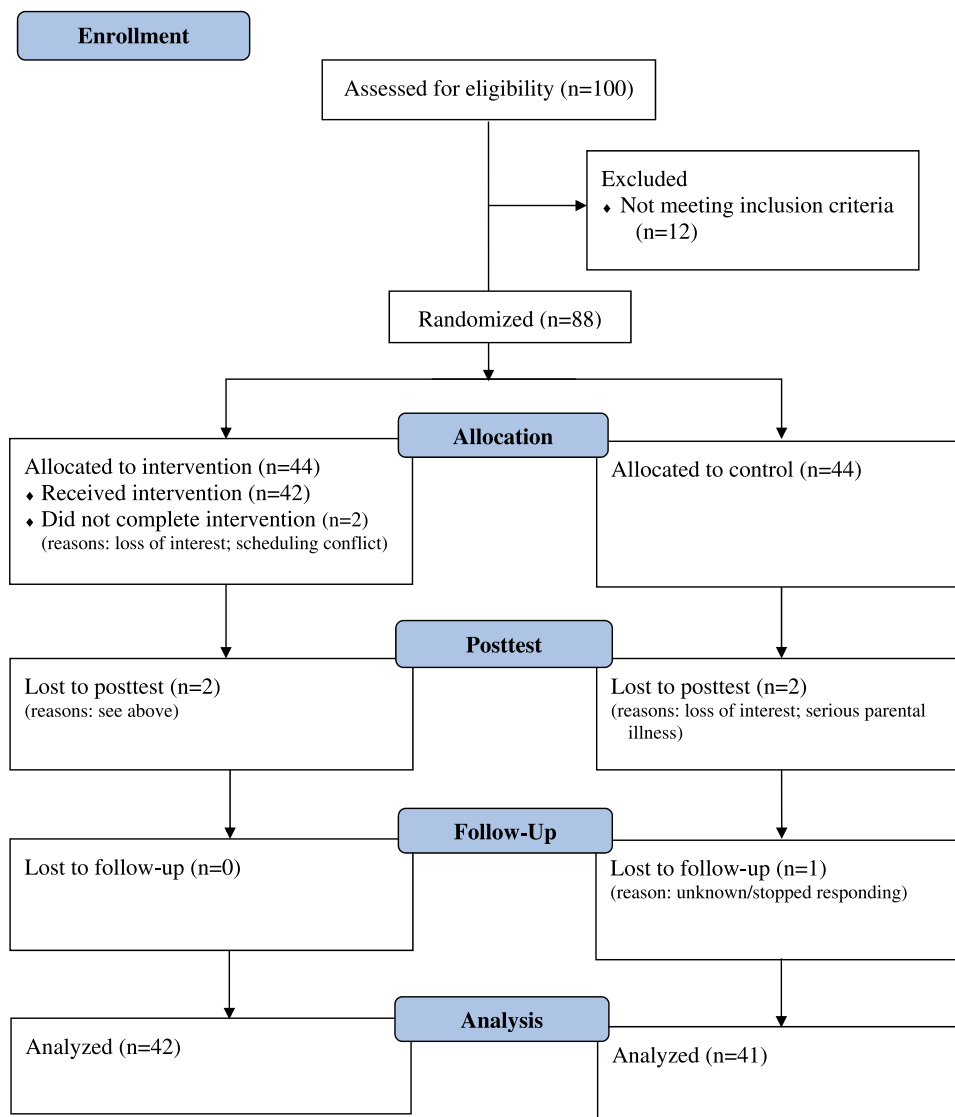 Enrollment
Assessed for eligibility (n=100)
Excluded
♦ Not meeting inclusion criteria
(n=12)
Randomized (n=88)
Allocation
Allocated to intervention (n=44)
♦ Received intervention (n=42)
♦ Did not complete intervention (n=2)
(reasons: loss of interest; scheduling conflict)
Allocated to control (n=44)
Posttest
Lost to posttest (n=2)
(reasons: see above)
Lost to posttest (n=2)
(reasons: loss of interest; serious parental
illness)
Follow-Up
Lost to follow-up (n=0)
Lost to follow-up (n=1)
(reason: unknown/stopped responding)
Analysis
Analyzed (n=42)
Analyzed (n=41)